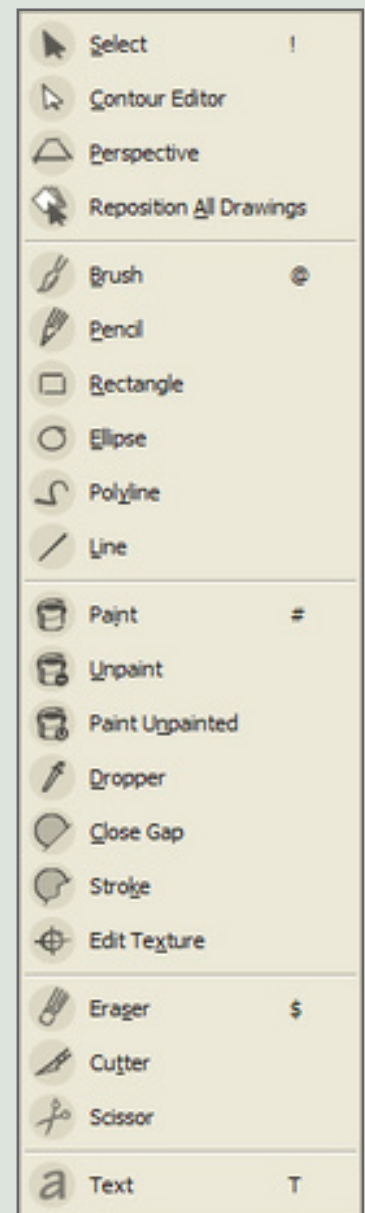 Select !
Contour Editor
Perspective
Reposition All Drawings
Brush @
Pencil
Rectangle
Ellipse
Polyline
Line
Paint #
Unpaint
Paint Unpainted
Dropper
Close Gap
Stroke
Edit Texture
Eraser $
Cutter
Scissor
Text T